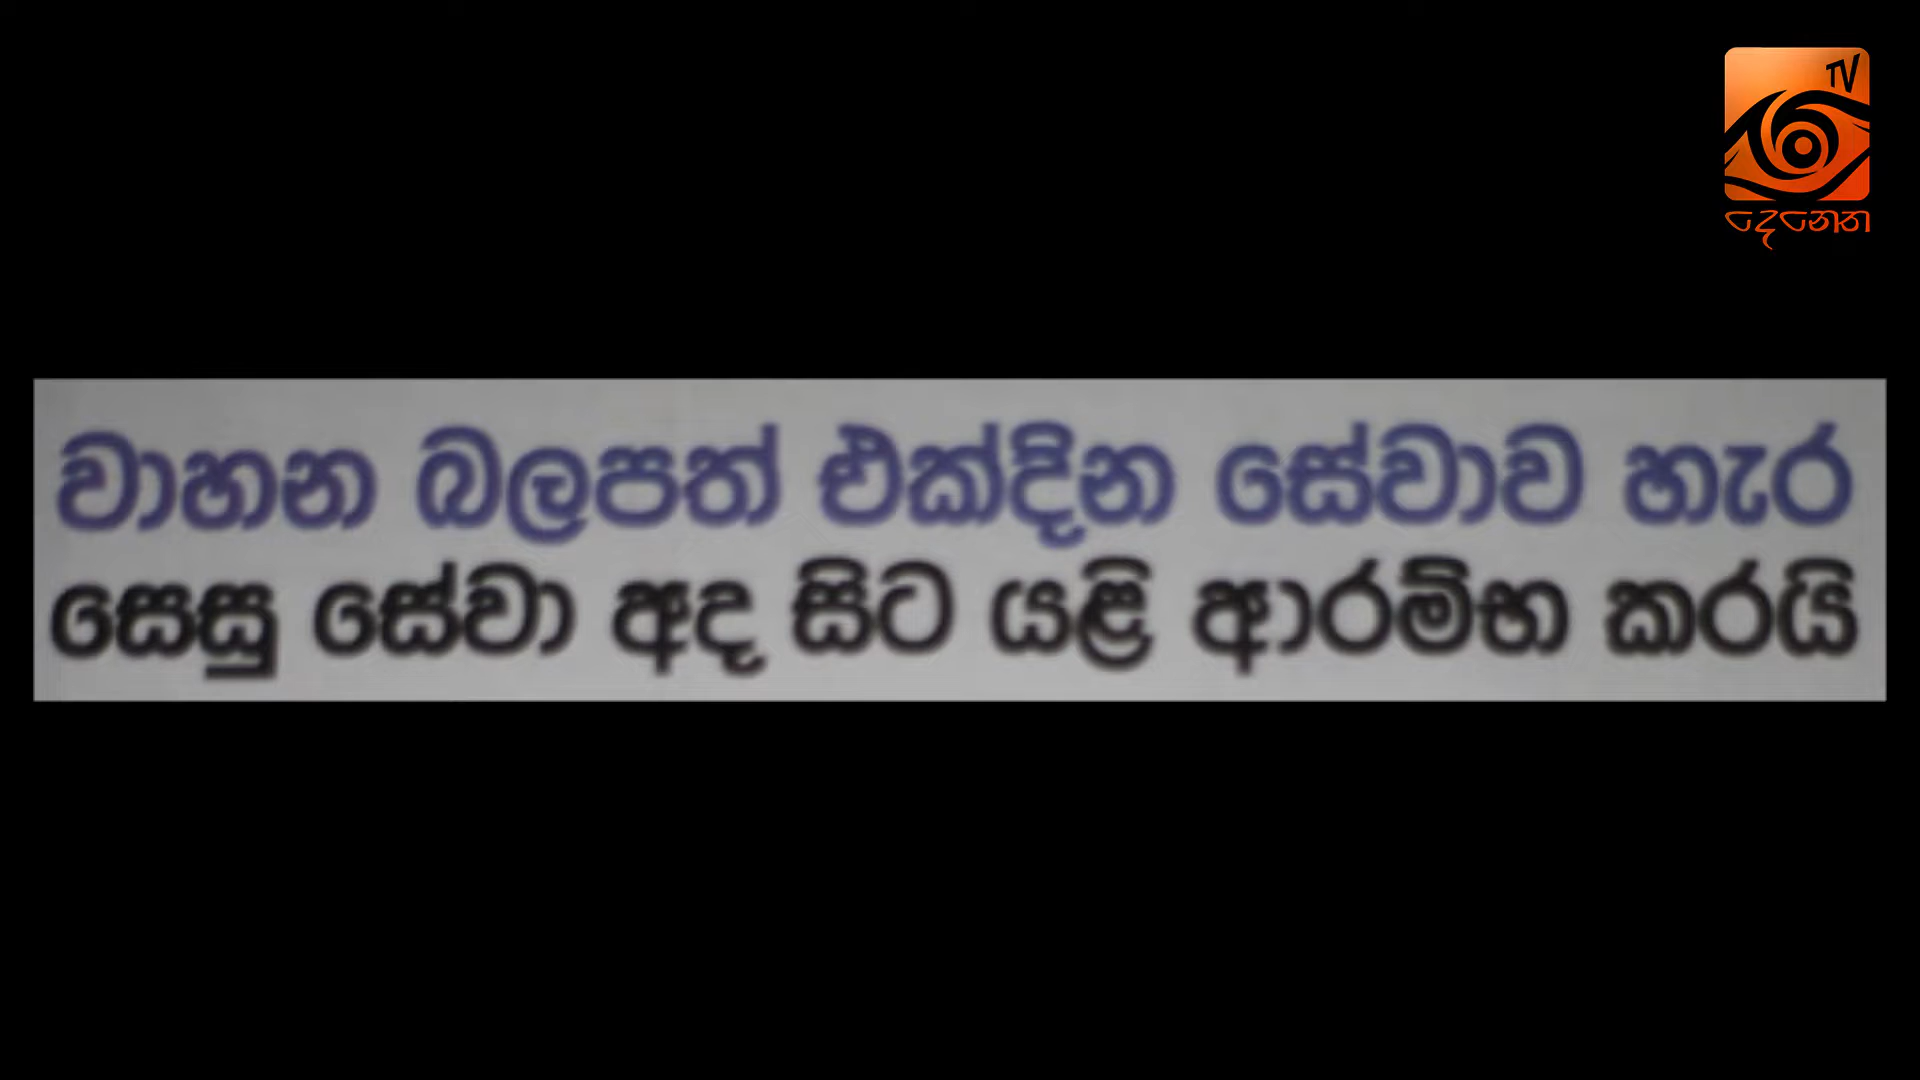 TV
දෙනෙත
වාහන බලපත් එක්දින සේවාව හැර
සෙසු සේවා අද සිට යළි ආරම්භ කරයි